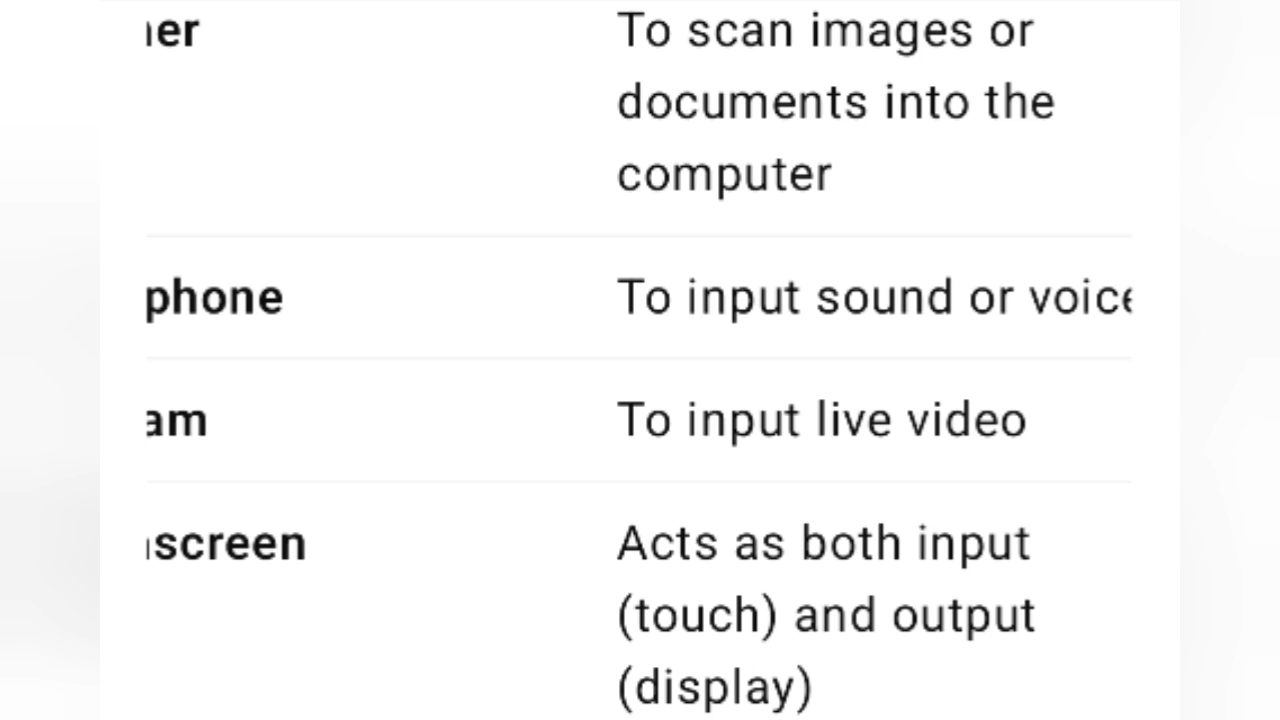 ner To scan images or
documents into the
computer
phone To input sound or voice
am To input live video
screen Acts as both input
(touch) and output
(display)